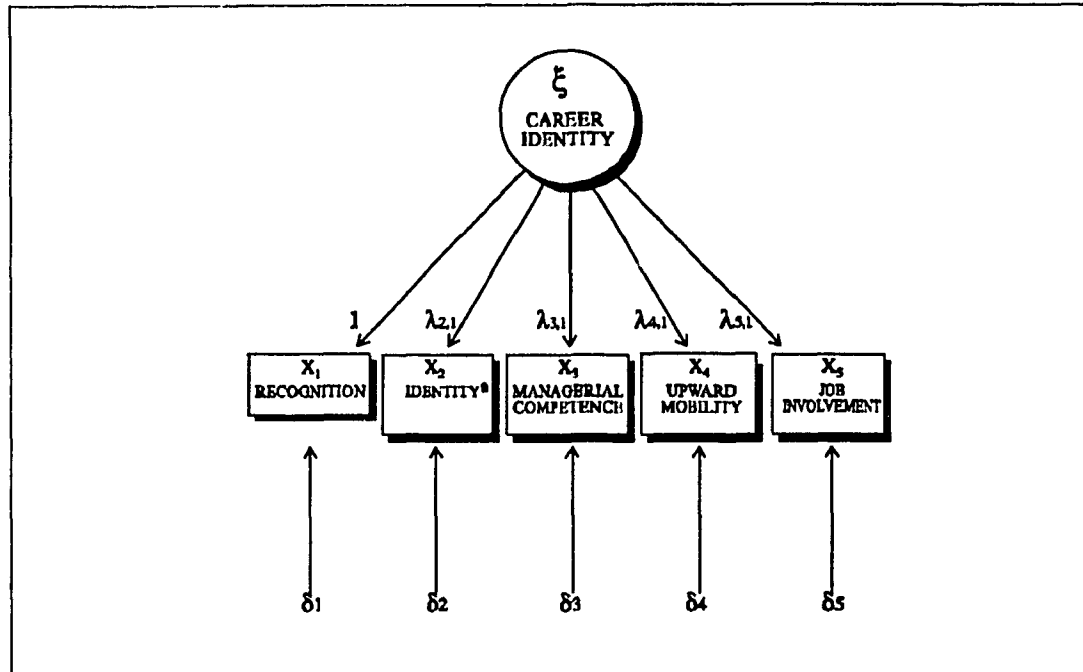 ξ
CAREER
IDENTITY
1 λ2,1 λ3,1 λ4,1 λ5,1
X1 X2 X3 X4 X5
RECOGNITION IDENTITYa MANAGERIAL COMPETENCE UPWARD MOBILITY JOB INVOLVEMENT
δ1 δ2 δ3 δ4 δ5